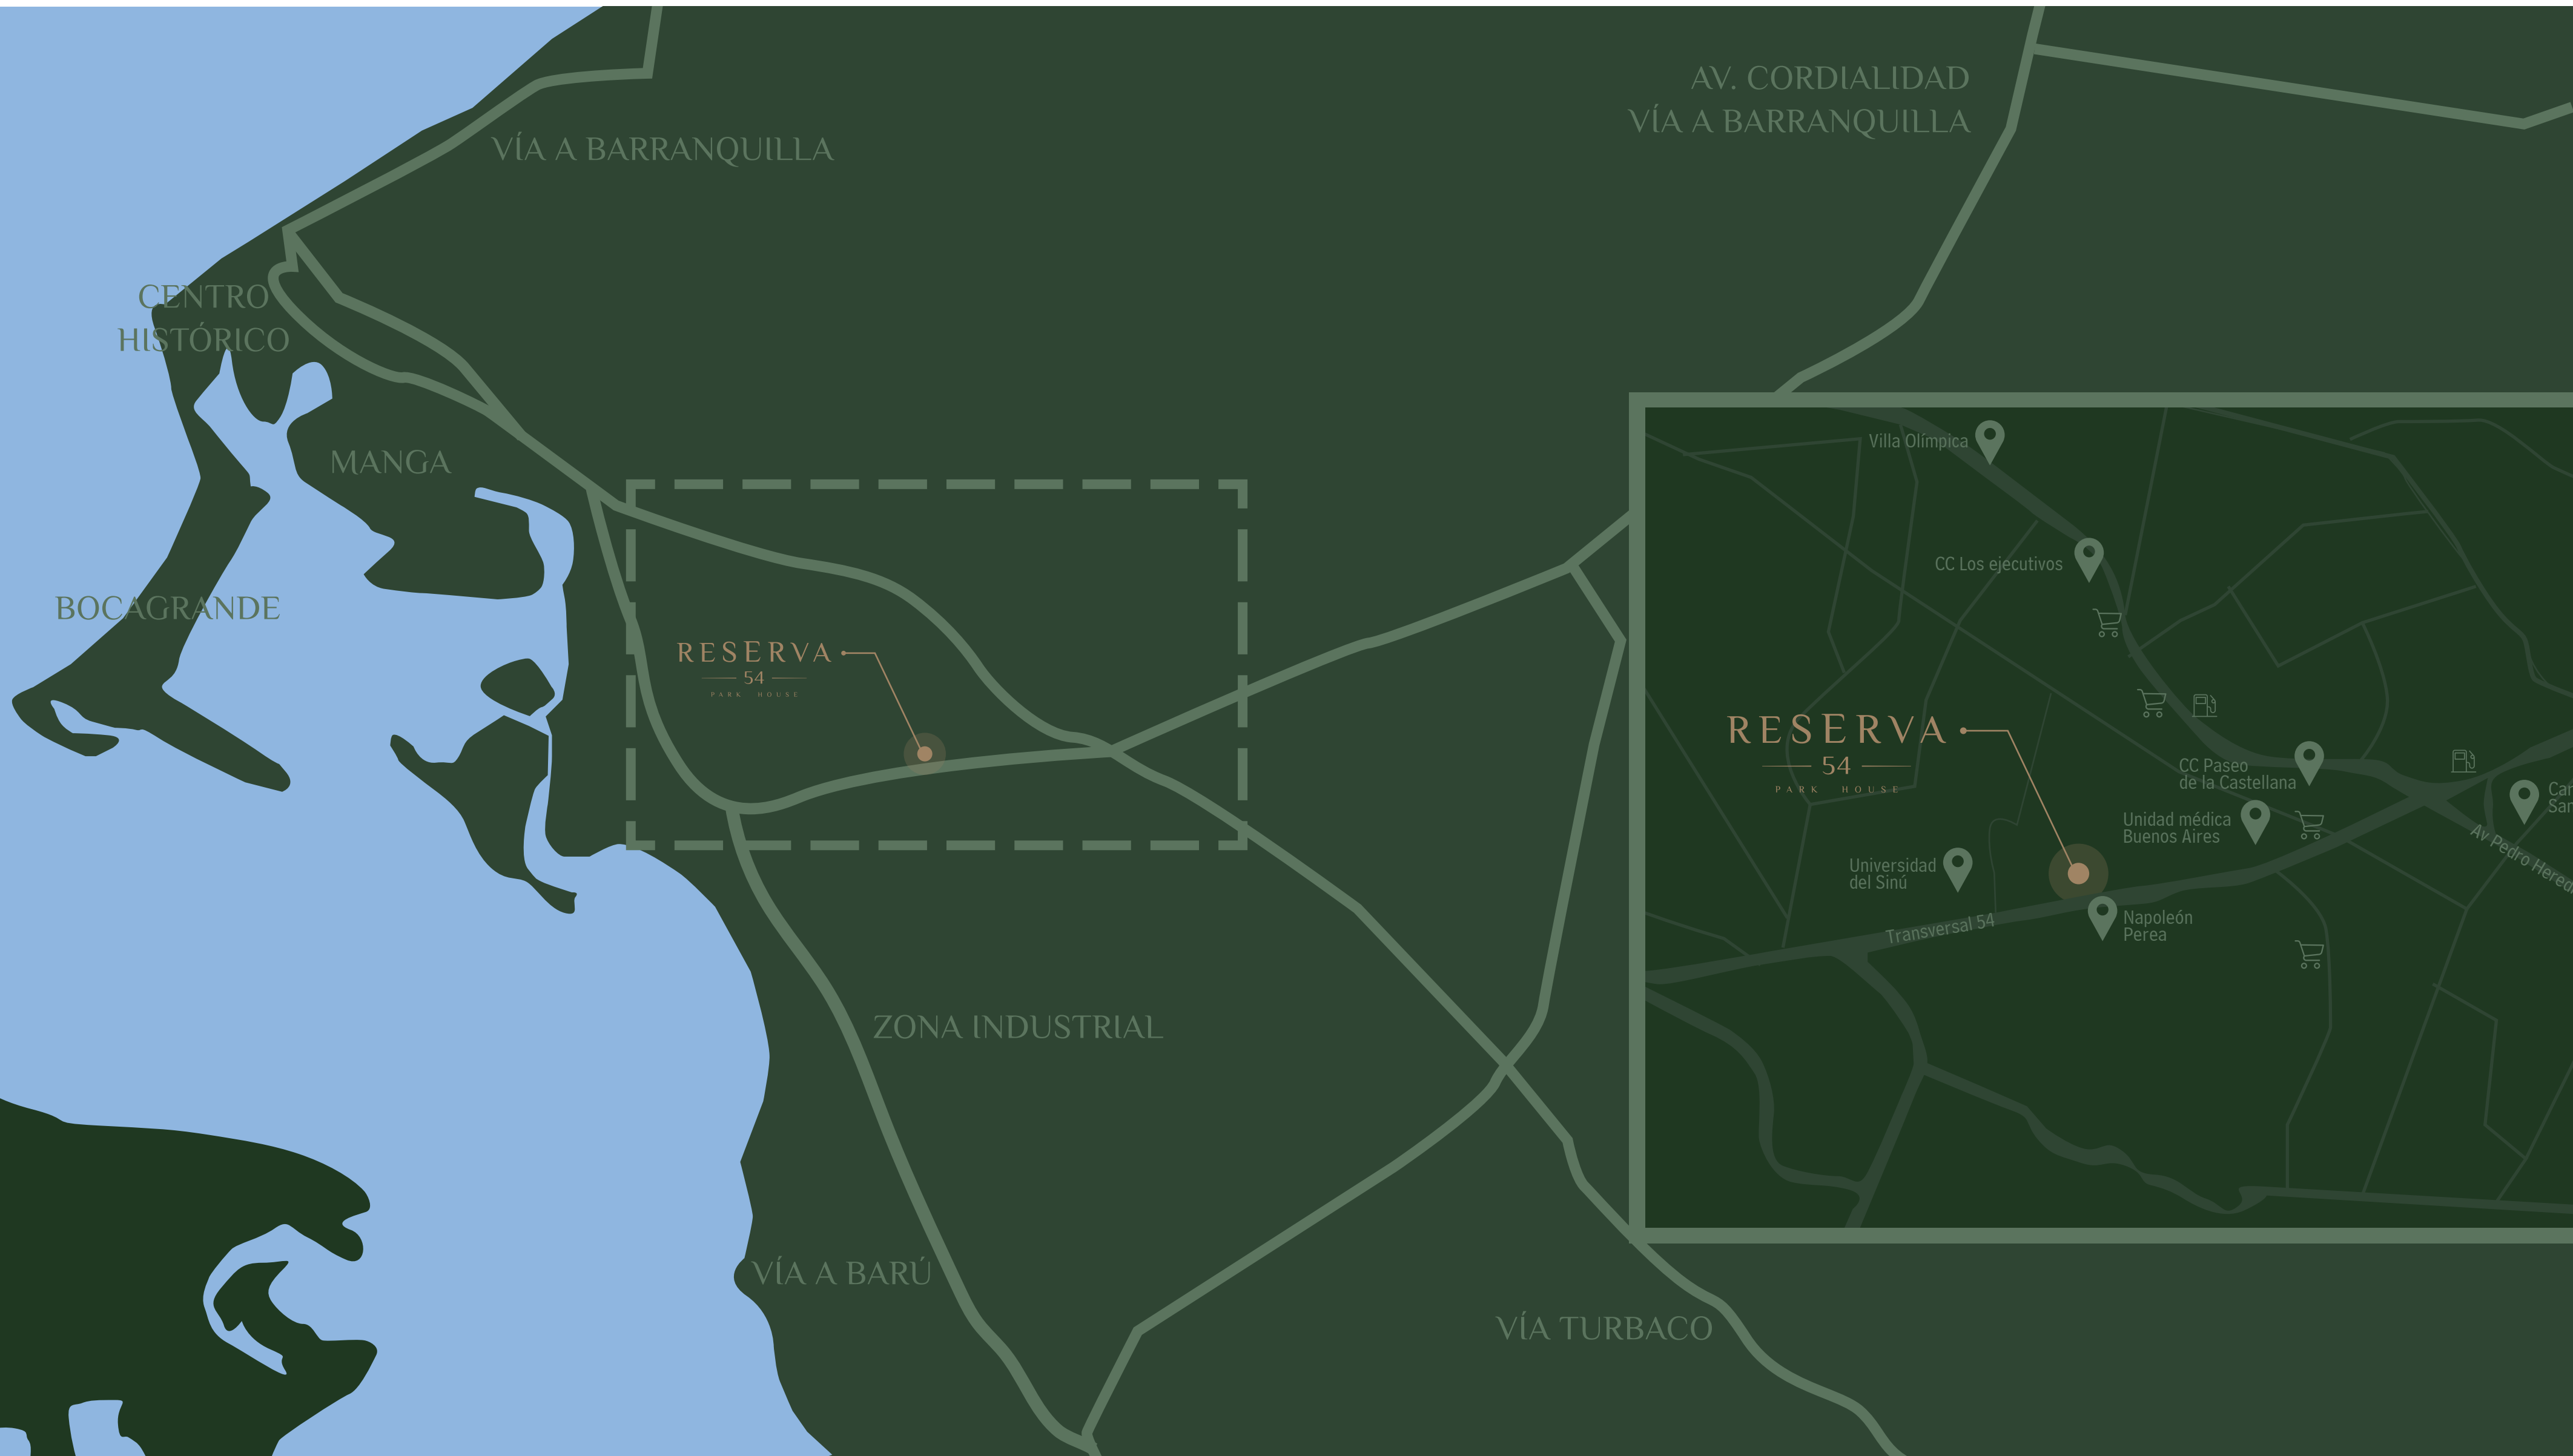 VÍA A BARRANQUILLA
AV. CORDIALIDAD
VÍA A BARRANQUILLA
CENTRO
HISTÓRICO
MANGA
BOCAGRANDE
RESERVA
54
PARK HOUSE
ZONA INDUSTRIAL
VÍA A BARÚ
VÍA TURBACO
Villa Olímpica
CC Los ejecutivos
RESERVA
54
PARK HOUSE
CC Paseo
de la Castellana
Unidad médica
Buenos Aires
Universidad
del Sinú
Napoleón
Perea
Transversal 54
Av Pedro